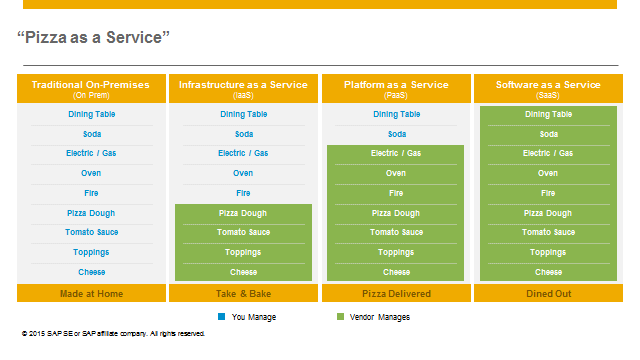 “Pizza as a Service”
Traditional On-Premises
(On Prem)
Dining Table
Soda
Electric / Gas
Oven
Fire
Pizza Dough
Tomato Sauce
Toppings
Cheese
Made at Home
Infrastructure as a Service
(IaaS)
Dining Table
Soda
Electric / Gas
Oven
Fire
Pizza Dough
Tomato Sauce
Toppings
Cheese
Take & Bake
Platform as a Service
(PaaS)
Dining Table
Soda
Electric / Gas
Oven
Fire
Pizza Dough
Tomato Sauce
Toppings
Cheese
Pizza Delivered
Software as a Service
(SaaS)
Dining Table
Soda
Electric / Gas
Oven
Fire
Pizza Dough
Tomato Sauce
Toppings
Cheese
Dined Out
You Manage
Vendor Manages
© 2015 SAP SE or SAP affiliate company. All rights reserved.